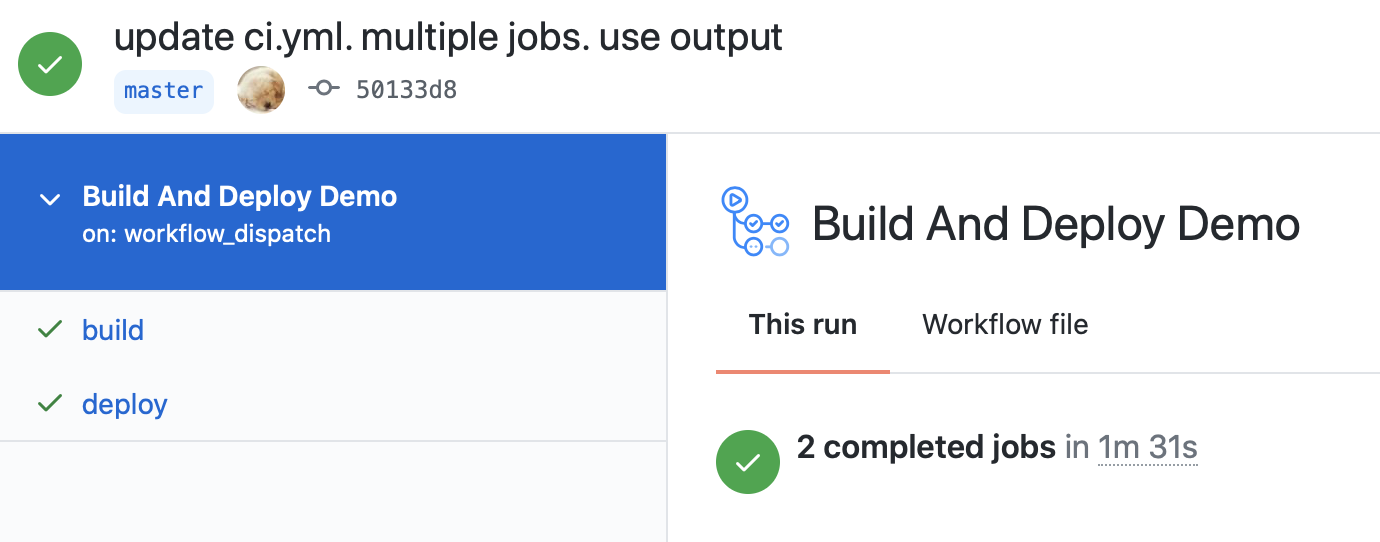 update ci.yml. multiple jobs. use output
master 50133d8
Build And Deploy Demo
on: workflow_dispatch
build
deploy
Build And Deploy Demo
This run Workflow file
2 completed jobs in 1m 31s